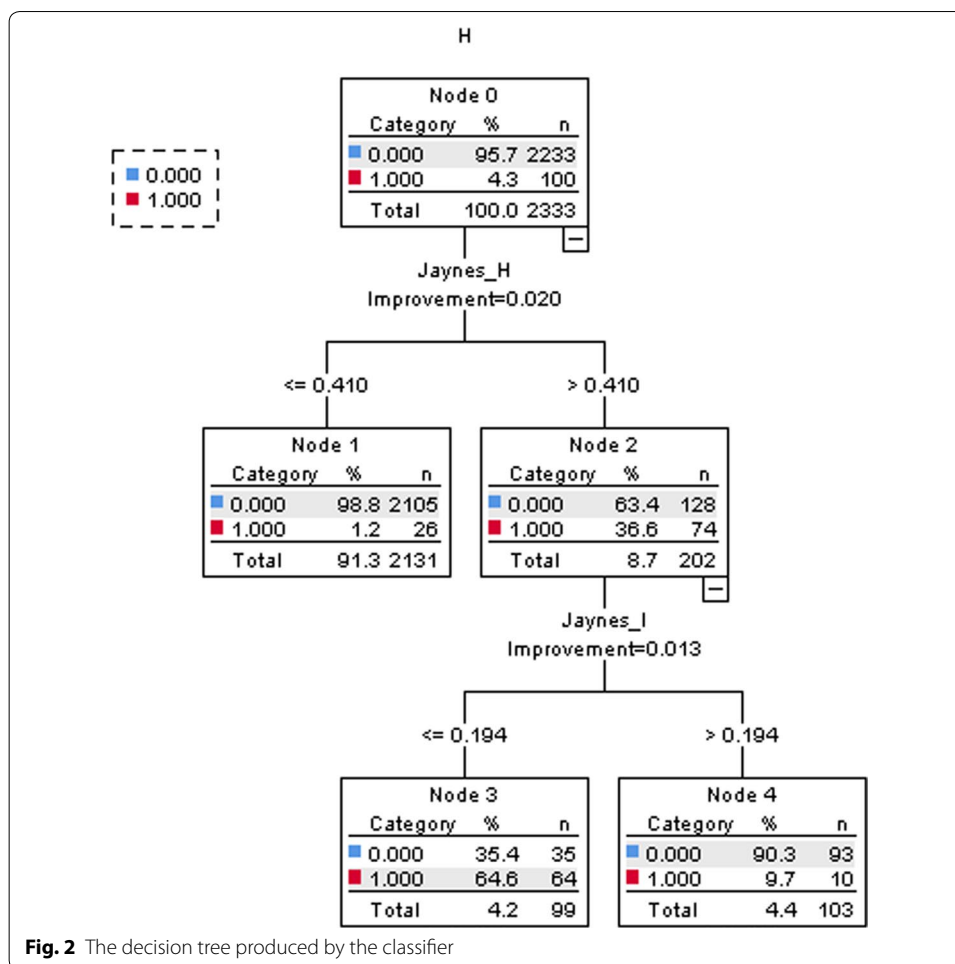 H
Node 0
Category % n
0.000 95.7 2233
1.000 4.3 100
Total 100.0 2333
0.000
1.000
Jaynes_H
Improvement=0.020
<= 0.410 > 0.410
Node 1
Category % n
0.000 98.8 2105
1.000 1.2 26
Total 91.3 2131
Node 2
Category % n
0.000 63.4 128
1.000 36.6 74
Total 8.7 202
Jaynes_I
Improvement=0.013
<= 0.194 > 0.194
Node 3
Category % n
0.000 35.4 35
1.000 64.6 64
Total 4.2 99
Node 4
Category % n
0.000 90.3 93
1.000 9.7 10
Total 4.4 103
Fig. 2 The decision tree produced by the classifier